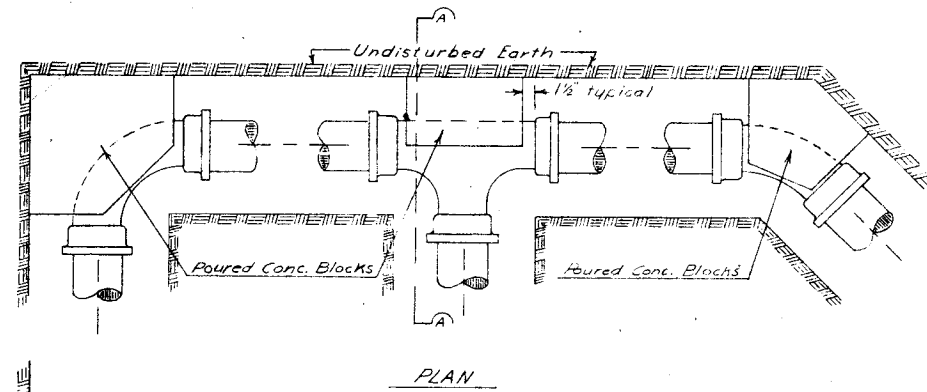 A
Undisturbed Earth
1½" typical
Poured Conc. Blocks
Poured Conc. Blocks
A
PLAN